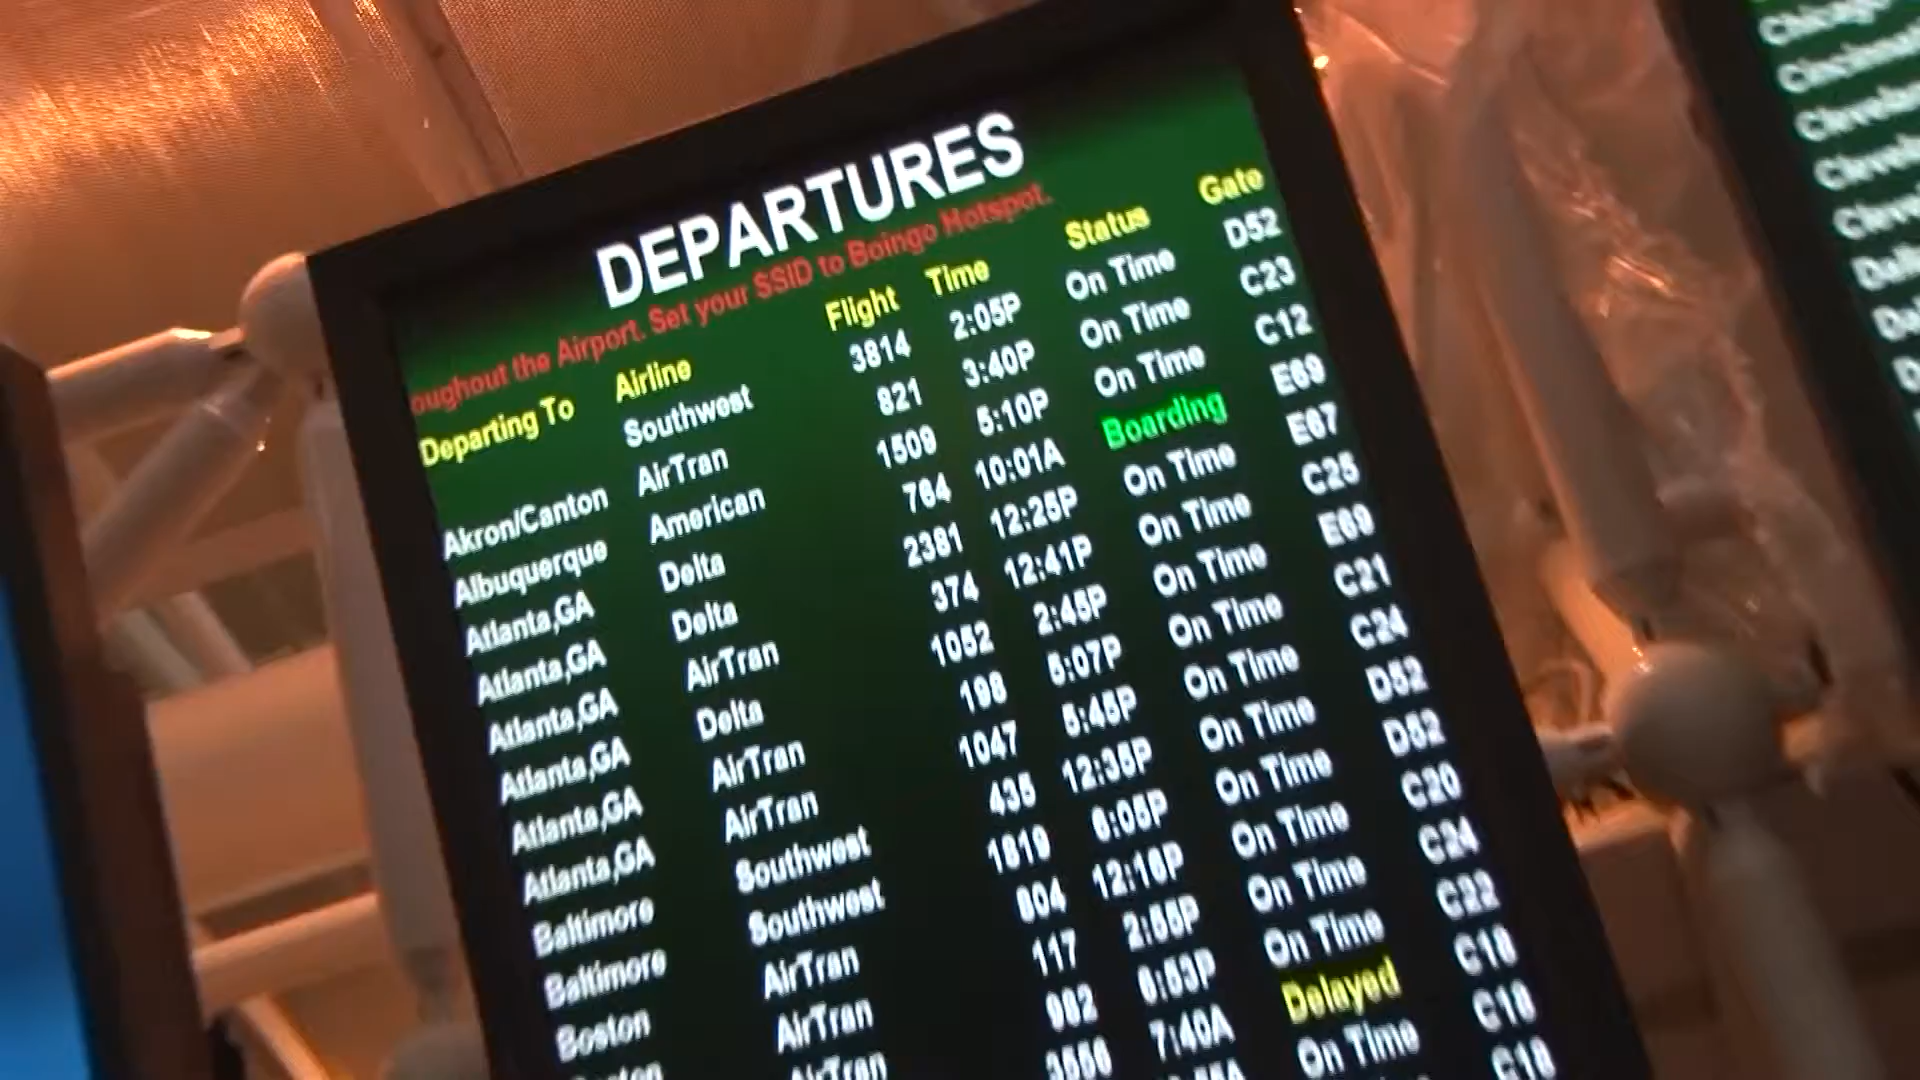 DEPARTURES
oughout the Airport. Set your SSID to Boingo Hotspot.
Departing To Airline Flight Time Status Gate
Southwest 3814 2:05P On Time D52
Akron/Canton AirTran 821 3:40P On Time C23
Albuquerque American 1509 5:10P On Time C12
Atlanta,GA Delta 764 10:01A Boarding E69
Atlanta,GA Delta 2381 12:25P On Time E67
Atlanta,GA AirTran 374 12:41P On Time C25
Atlanta,GA Delta 1052 2:45P On Time E69
Atlanta,GA AirTran 198 5:07P On Time C21
Atlanta,GA AirTran 1047 5:45P On Time C24
Baltimore Southwest 435 12:35P On Time D52
Baltimore Southwest 1819 6:05P On Time D52
Boston AirTran 804 12:16P On Time C20
AirTran 117 2:55P On Time C24
AirTran 982 6:53P On Time C22
3556 7:40A Delayed C18
On Time C18
C18
Chicago
Cincinnati
Cleveland